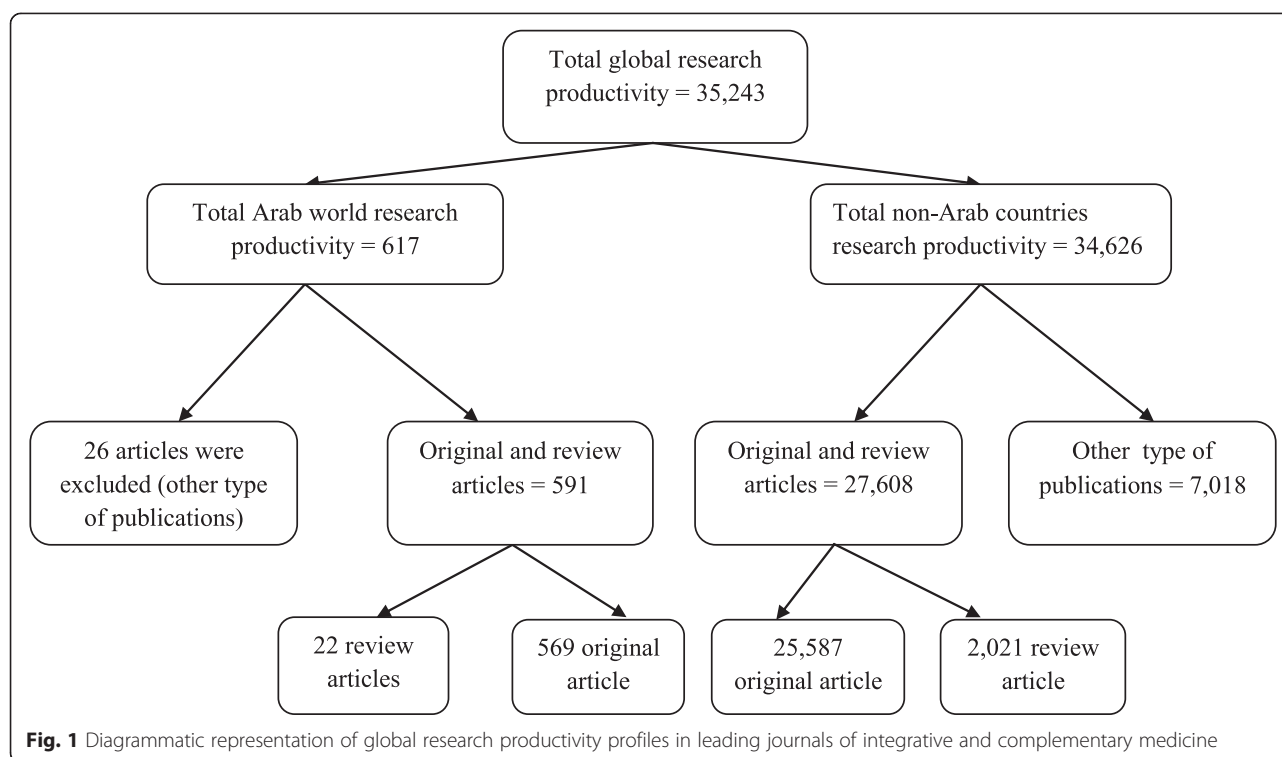 Total global research
productivity = 35,243
Total Arab world research
productivity = 617
Total non-Arab countries
research productivity = 34,626
26 articles were
excluded (other type
of publications)
Original and review
articles = 591
Original and review
articles = 27,608
Other type of
publications = 7,018
22 review
articles
569 original
article
25,587
original article
2,021 review
article
Fig. 1 Diagrammatic representation of global research productivity profiles in leading journals of integrative and complementary medicine